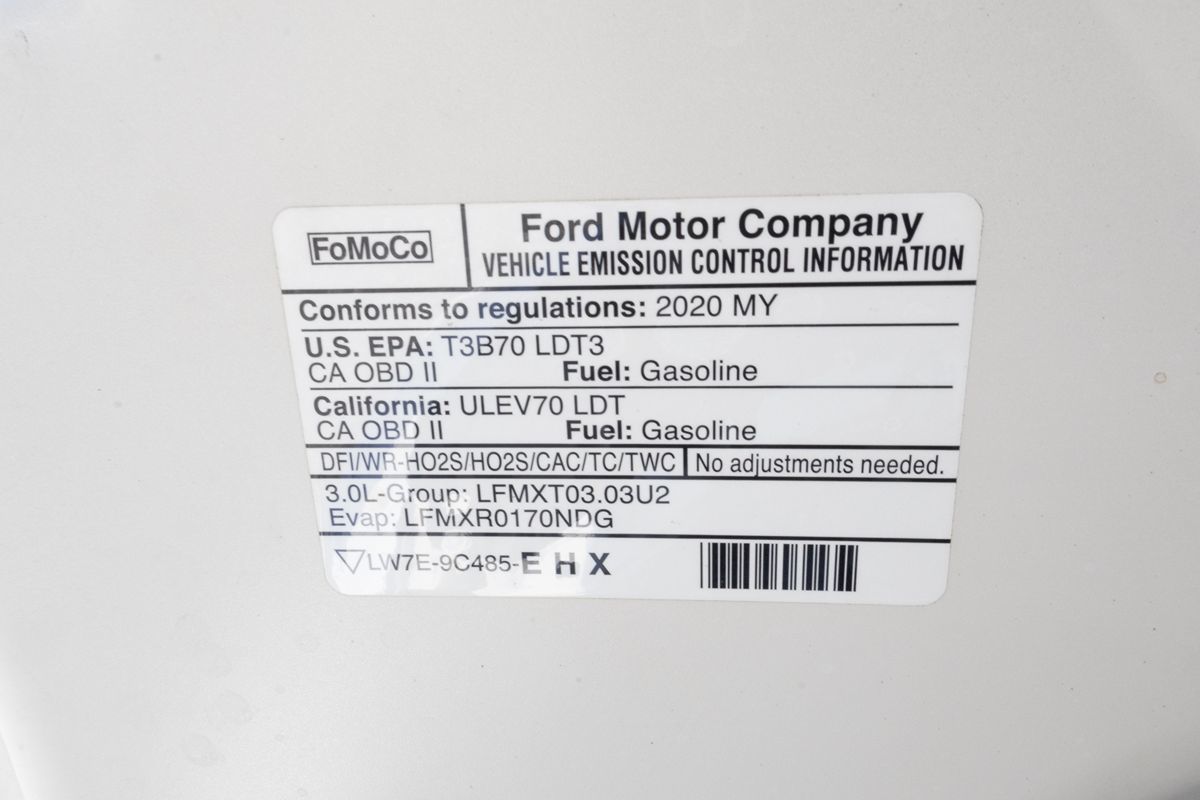 FoMoCo
Ford Motor Company
VEHICLE EMISSION CONTROL INFORMATION
Conforms to regulations: 2020 MY
U.S. EPA: T3B70 LDT3
CA OBD II Fuel: Gasoline
California: ULEV70 LDT
CA OBD II Fuel: Gasoline
DFI/WR-HO2S/HO2S/CAC/TC/TWC No adjustments needed.
3.0L-Group: LFMXT03.03U2
Evap: LFMXR0170NDG
LW7E-9C485-E H X